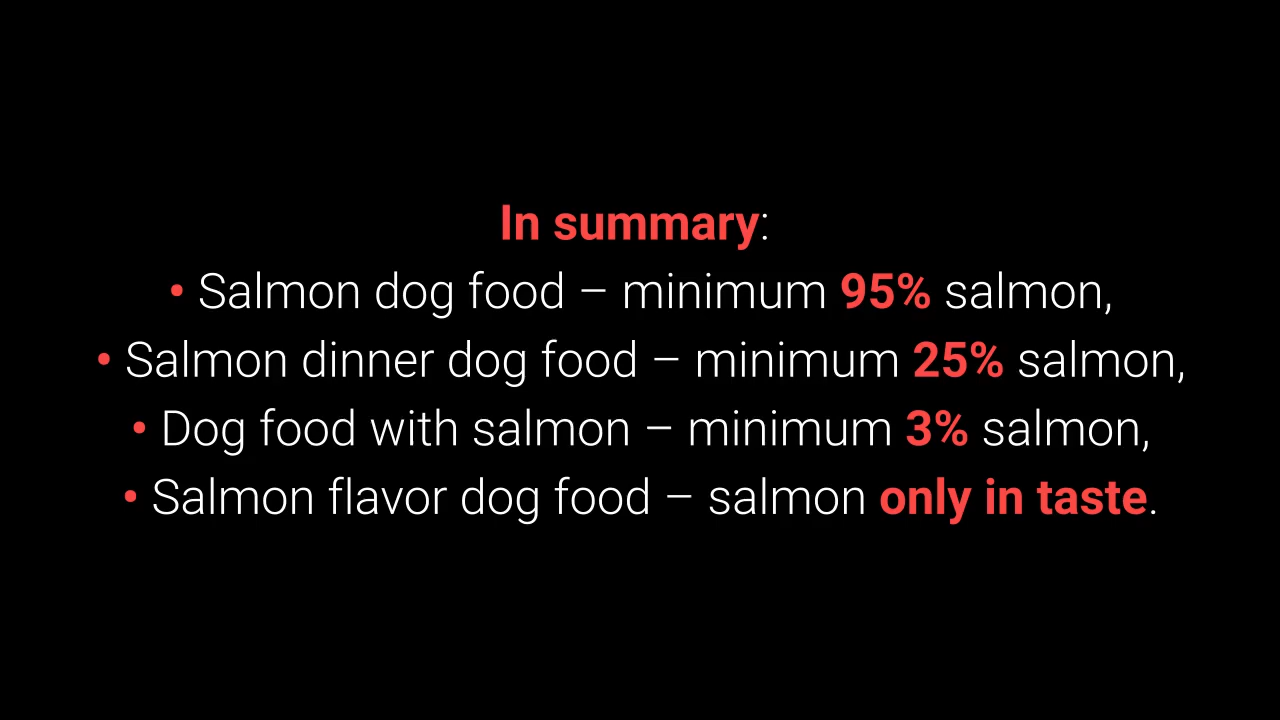 In summary:
• Salmon dog food – minimum 95% salmon,
• Salmon dinner dog food – minimum 25% salmon,
• Dog food with salmon – minimum 3% salmon,
• Salmon flavor dog food – salmon only in taste.